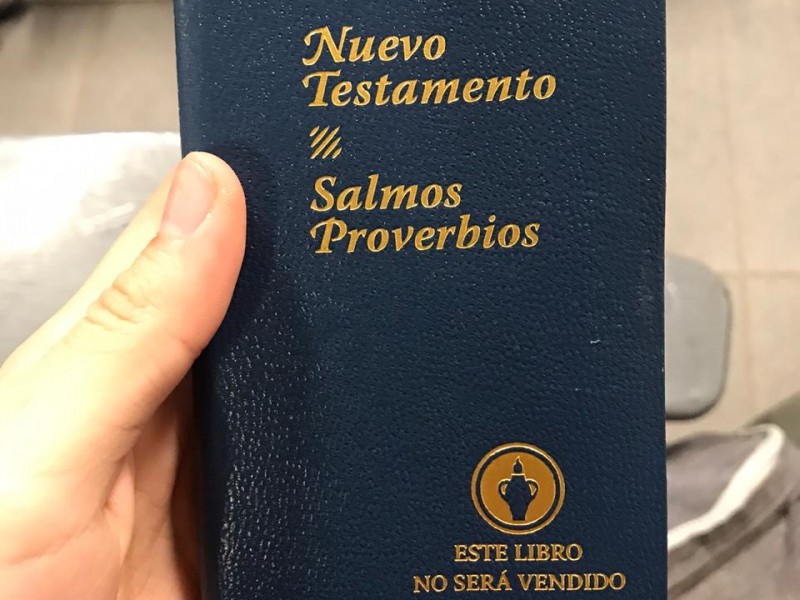 Nuevo
Testamento
Salmos
Proverbios
ESTE LIBRO
NO SERÁ VENDIDO